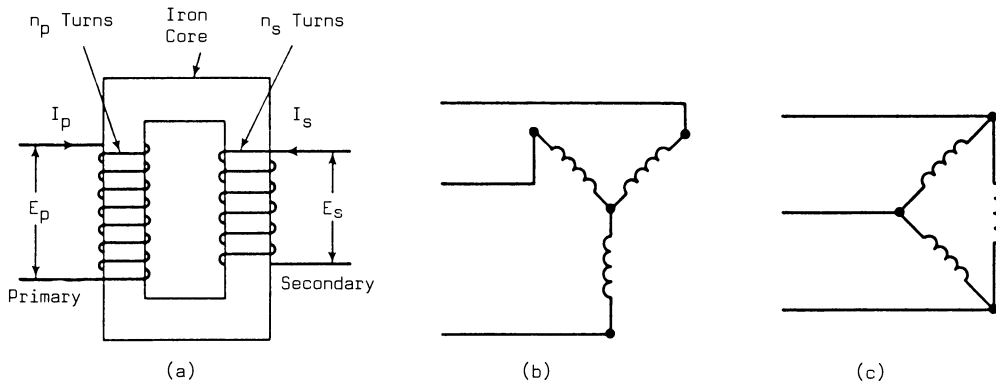 n_p Turns
Iron
Core
n_s Turns
I_p
I_s
E_p
E_s
Primary
Secondary
(a)
(b)
(c)